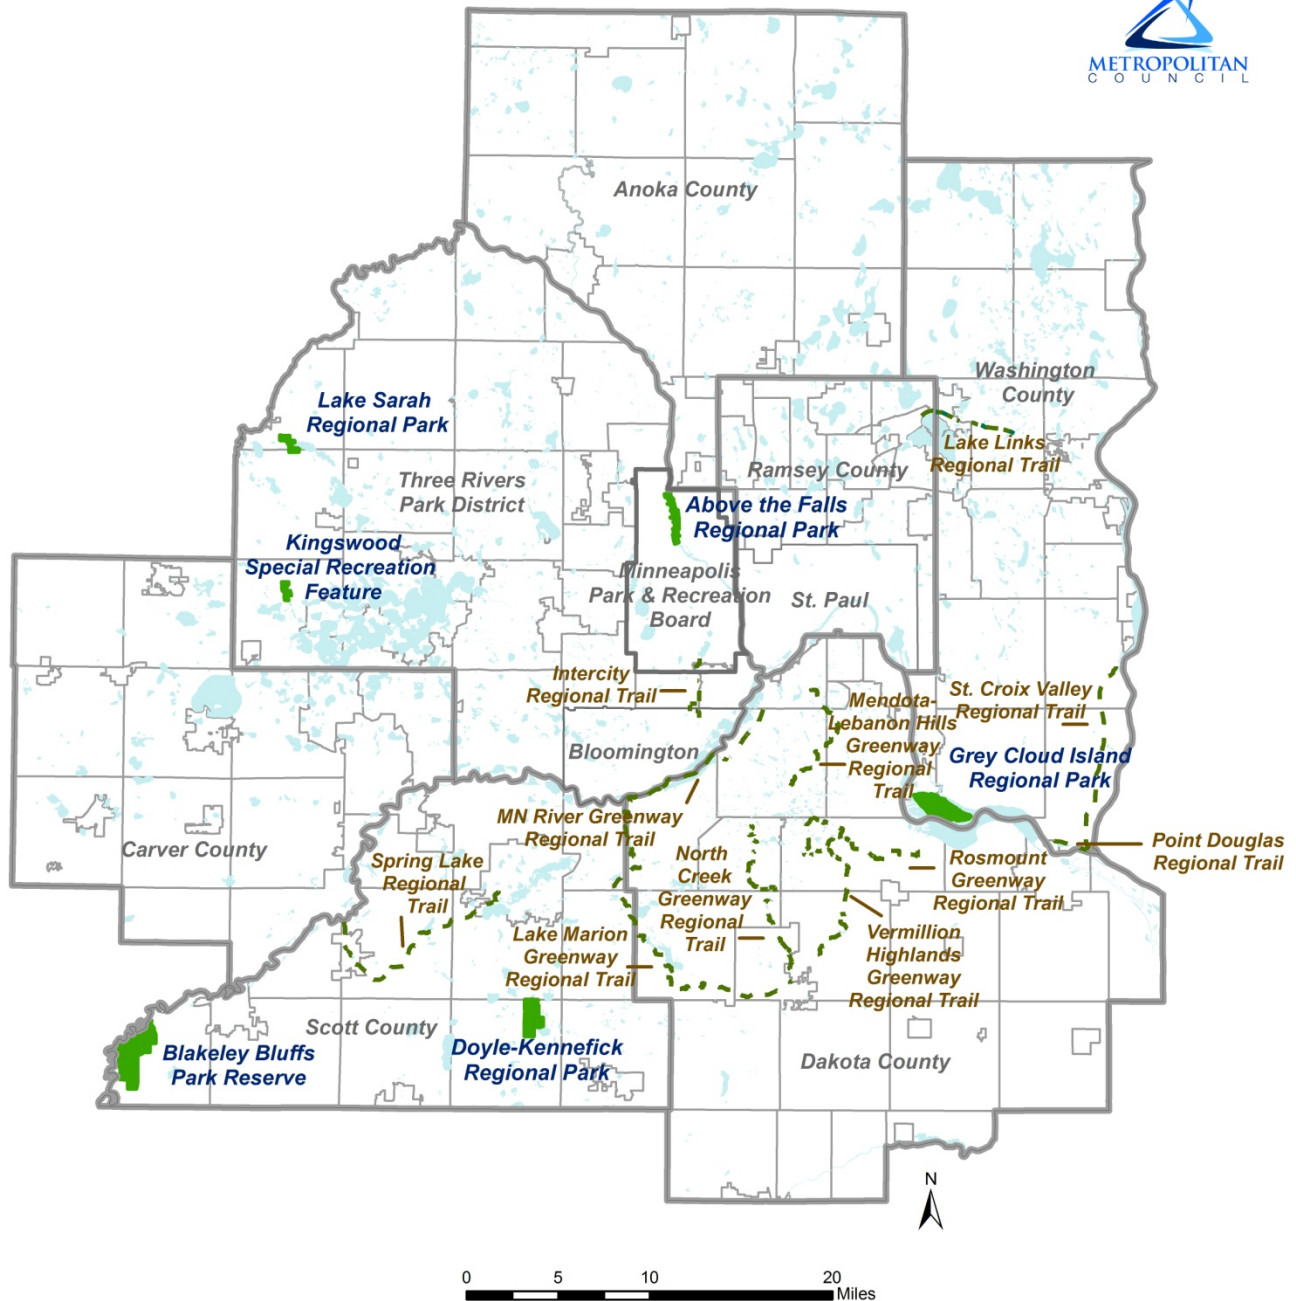 METROPOLITAN
COUNCIL
Anoka County
Washington
County
Lake Sarah
Regional Park
Lake Links
Regional Trail
Ramsey County
Three Rivers
Park District
Above the Falls
Regional Park
Kingswood
Special Recreation
Feature
Minneapolis
Park & Recreation
Board
St. Paul
Intercity
Regional Trail
Mendota-
Lebanon Hills
Greenway
Regional
Trail
St. Croix Valley
Regional Trail
Bloomington
Grey Cloud Island
Regional Park
MN River Greenway
Regional Trail
Carver County
Spring Lake
Regional
Trail
North
Creek
Greenway
Regional
Trail
Rosmount
Greenway
Regional Trail
Point Douglas
Regional Trail
Lake Marion
Greenway
Regional Trail
Vermillion
Highlands
Greenway
Regional Trail
Scott County
Blakeley Bluffs
Park Reserve
Doyle-Kennefick
Regional Park
Dakota County
N
0 5 10 20
Miles